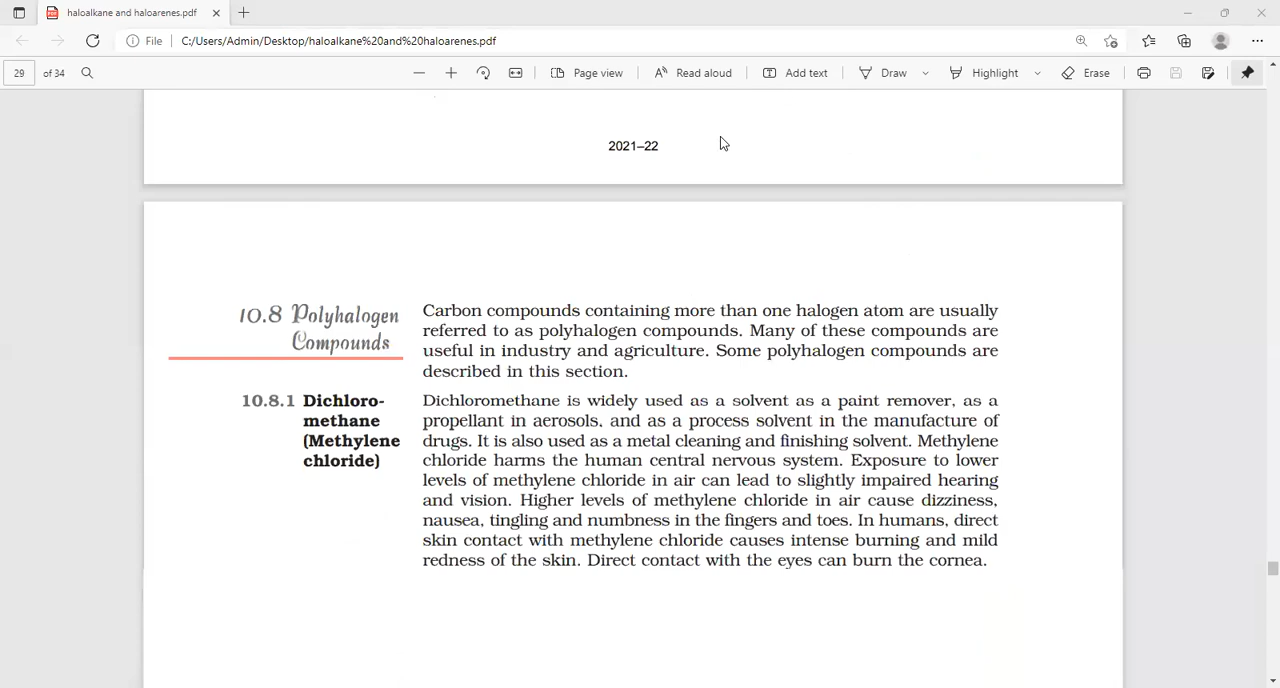 haloalkane and haloarenes.pdf
File C:/Users/Admin/Desktop/haloalkane%20and%20haloarenes.pdf
29 of 34 Page view Read aloud Add text Draw Highlight Erase
2021–22
10.8 Polyhalogen
Compounds
Carbon compounds containing more than one halogen atom are usually
referred to as polyhalogen compounds. Many of these compounds are
useful in industry and agriculture. Some polyhalogen compounds are
described in this section.
10.8.1 Dichloro-
methane
(Methylene
chloride)
Dichloromethane is widely used as a solvent as a paint remover, as a
propellant in aerosols, and as a process solvent in the manufacture of
drugs. It is also used as a metal cleaning and finishing solvent. Methylene
chloride harms the human central nervous system. Exposure to lower
levels of methylene chloride in air can lead to slightly impaired hearing
and vision. Higher levels of methylene chloride in air cause dizziness,
nausea, tingling and numbness in the fingers and toes. In humans, direct
skin contact with methylene chloride causes intense burning and mild
redness of the skin. Direct contact with the eyes can burn the cornea.